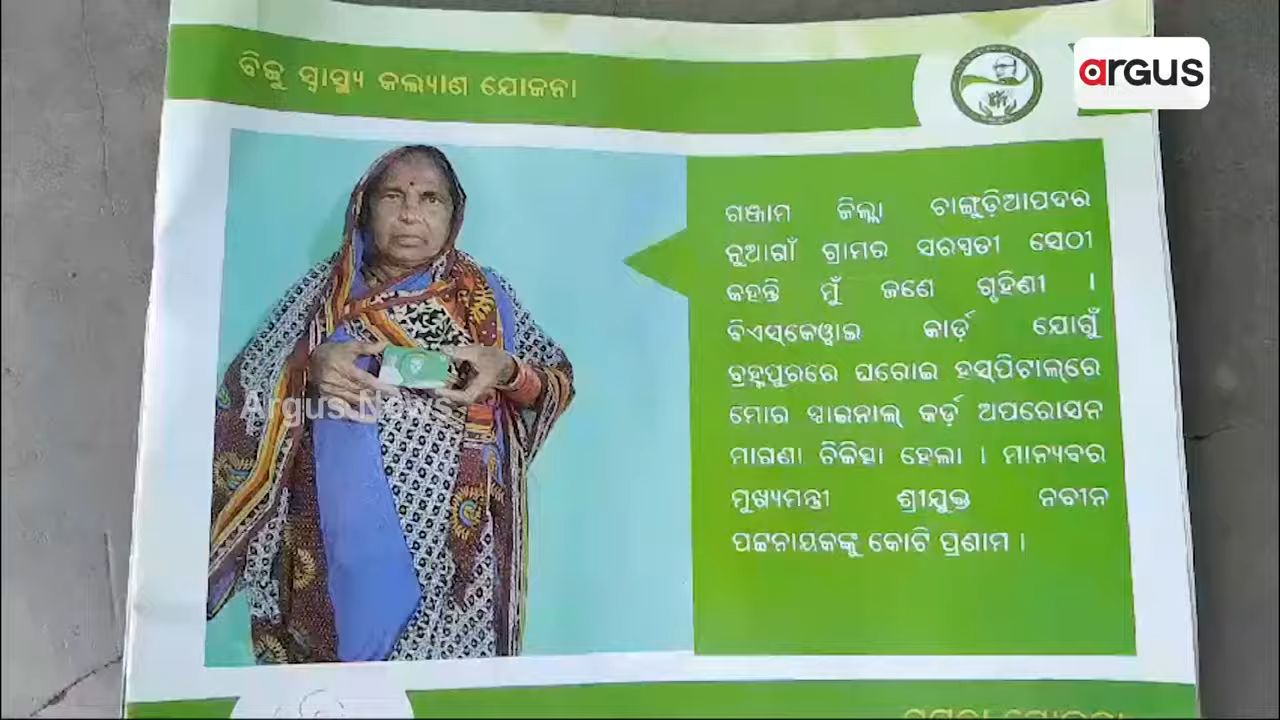 ବିଜୁ ସ୍ୱାସ୍ଥ୍ୟ କଲ୍ୟାଣ ଯୋଜନା
argus
ଗଞ୍ଜାମ ଜିଲ୍ଲା ଚାଙ୍ଗୁଡ଼ିଆପଦର
ନୂଆଗାଁ ଗ୍ରାମର ସରସ୍ୱତୀ ସେଠୀ
କହନ୍ତି ମୁଁ ଜଣେ ଗୃହିଣୀ ।
ବିଏସ୍‌କେୱାଇ କାର୍ଡ଼ ଯୋଗୁଁ
ବ୍ରହ୍ମପୁରରେ ଘରୋଇ ହସ୍‌ପିଟାଲ୍‌ରେ
ମୋର ସ୍ପାଇନାଲ୍ କର୍ଡ଼ ଅପରୋସନ
ମାଗଣା ଚିକିତ୍ସା ହେଲା । ମାନ୍ୟବର
ମୁଖ୍ୟମନ୍ତ୍ରୀ ଶ୍ରୀଯୁକ୍ତ ନବୀନ
ପଟ୍ଟନାୟକଙ୍କୁ କୋଟି ପ୍ରଣାମ ।
Argus News